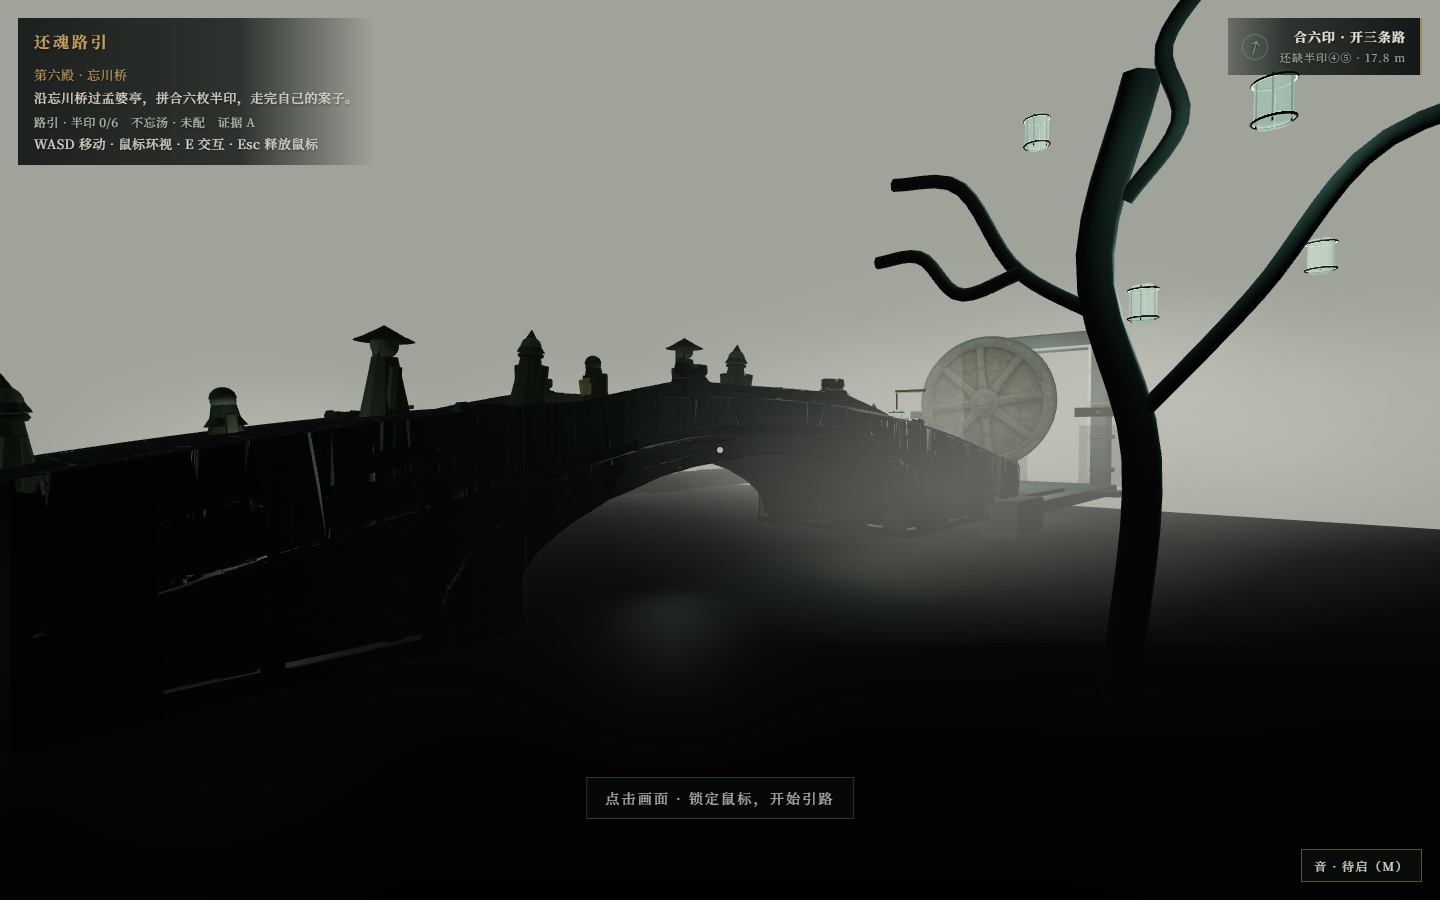 还魂路引
第六殿 · 忘川桥
沿忘川桥过孟婆亭，拼合六枚半印，走完自己的案子。
路引 · 半印 0/6 不忘汤 · 未配 证据 A
WASD 移动 · 鼠标环视 · E 交互 · Esc 释放鼠标
合六印 · 开三条路
还缺半印④⑤ · 17.8 m
点击画面 · 锁定鼠标，开始引路
音 · 待启（M）